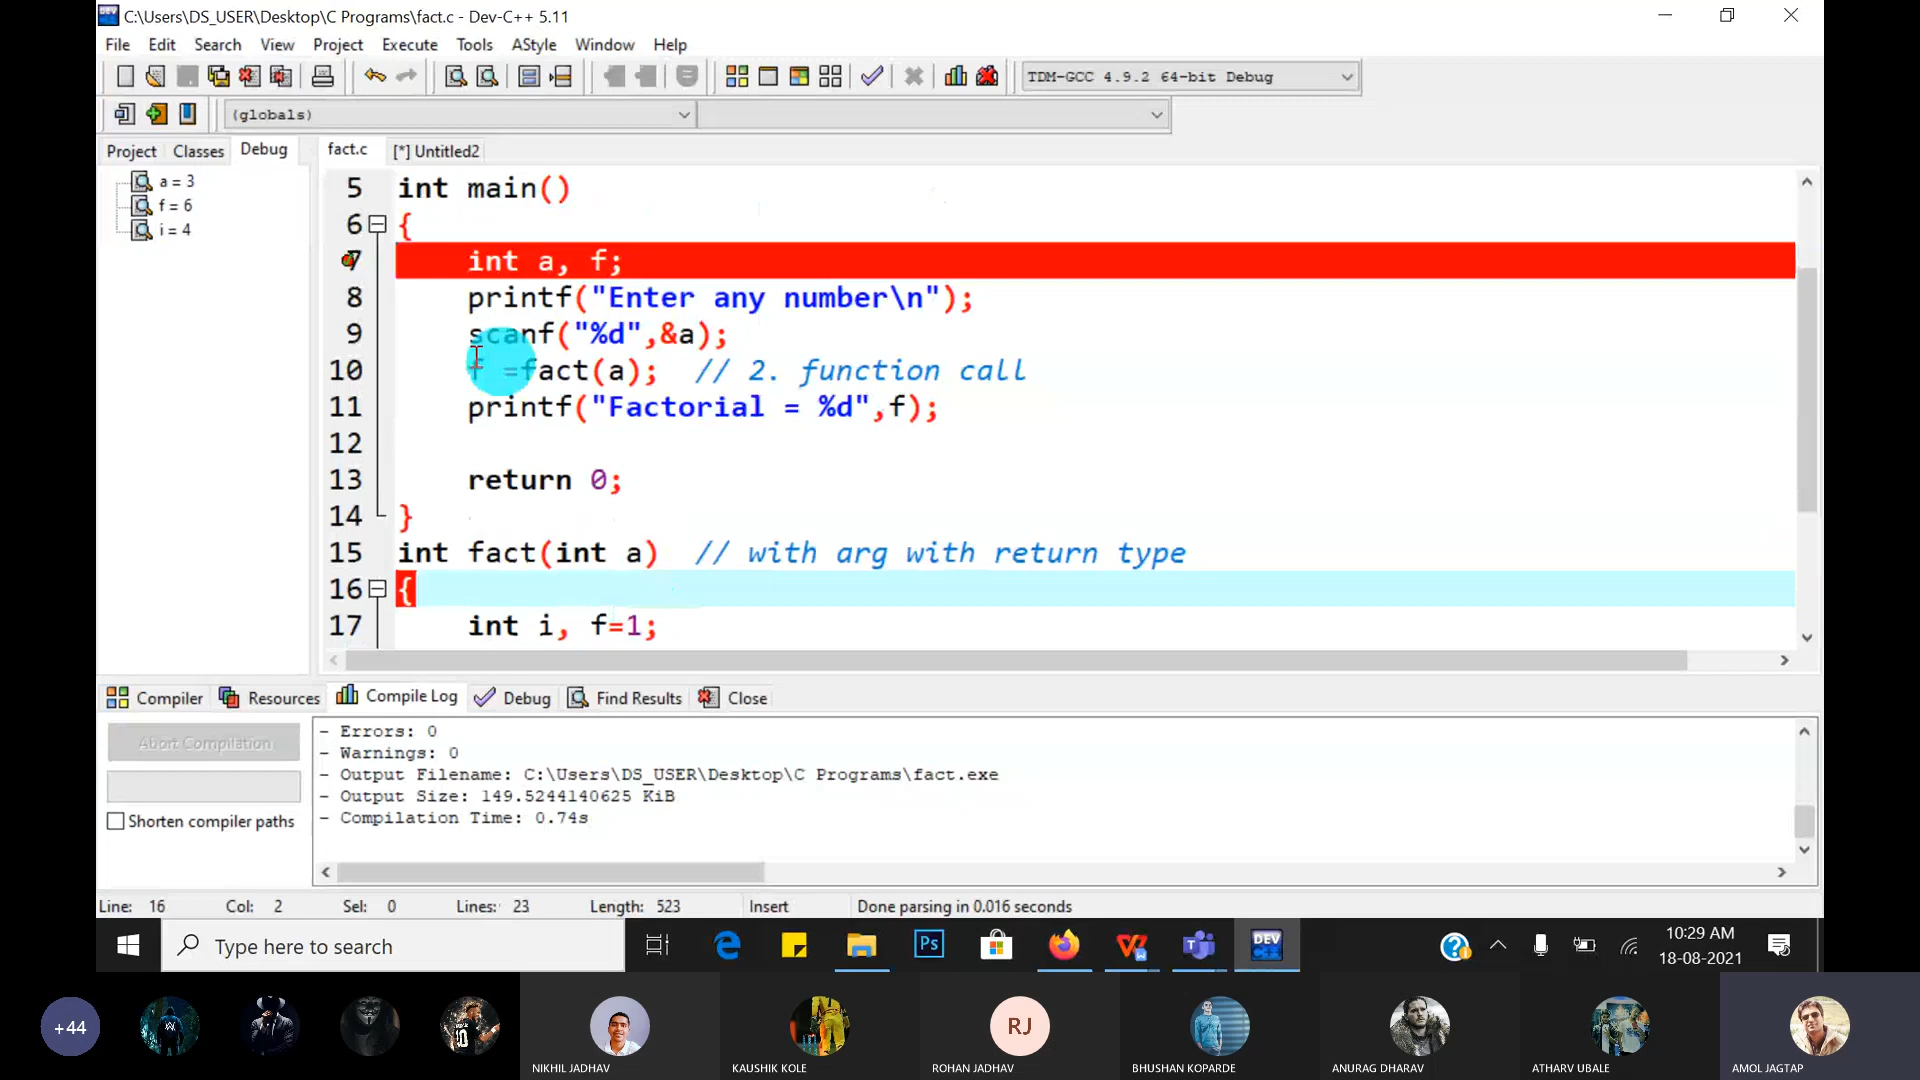 C:\Users\DS_USER\Desktop\C Programs\fact.c - Dev-C++ 5.11
File Edit Search View Project Execute Tools AStyle Window Help
TDM-GCC 4.9.2 64-bit Debug
(globals)
Project Classes Debug
fact.c [*] Untitled2
a = 3
f = 6
i = 4
5 int main()
6 {
7 int a, f;
8 printf("Enter any number\n");
9 scanf("%d",&a);
10 f =fact(a); // 2. function call
11 printf("Factorial = %d",f);
12
13 return 0;
14 }
15 int fact(int a) // with arg with return type
16 {
17 int i, f=1;
Compiler Resources Compile Log Debug Find Results Close
Abort Compilation
Shorten compiler paths
- Errors: 0
- Warnings: 0
- Output Filename: C:\Users\DS_USER\Desktop\C Programs\fact.exe
- Output Size: 149.5244140625 KiB
- Compilation Time: 0.74s
Line: 16 Col: 2 Sel: 0 Lines: 23 Length: 523 Insert Done parsing in 0.016 seconds
Type here to search
Ps
DEV C++
10:29 AM
18-08-2021
+44
10
RJ
NIKHIL JADHAV
KAUSHIK KOLE
ROHAN JADHAV
BHUSHAN KOPARDE
ANURAG DHARAV
ATHARV UBALE
AMOL JAGTAP